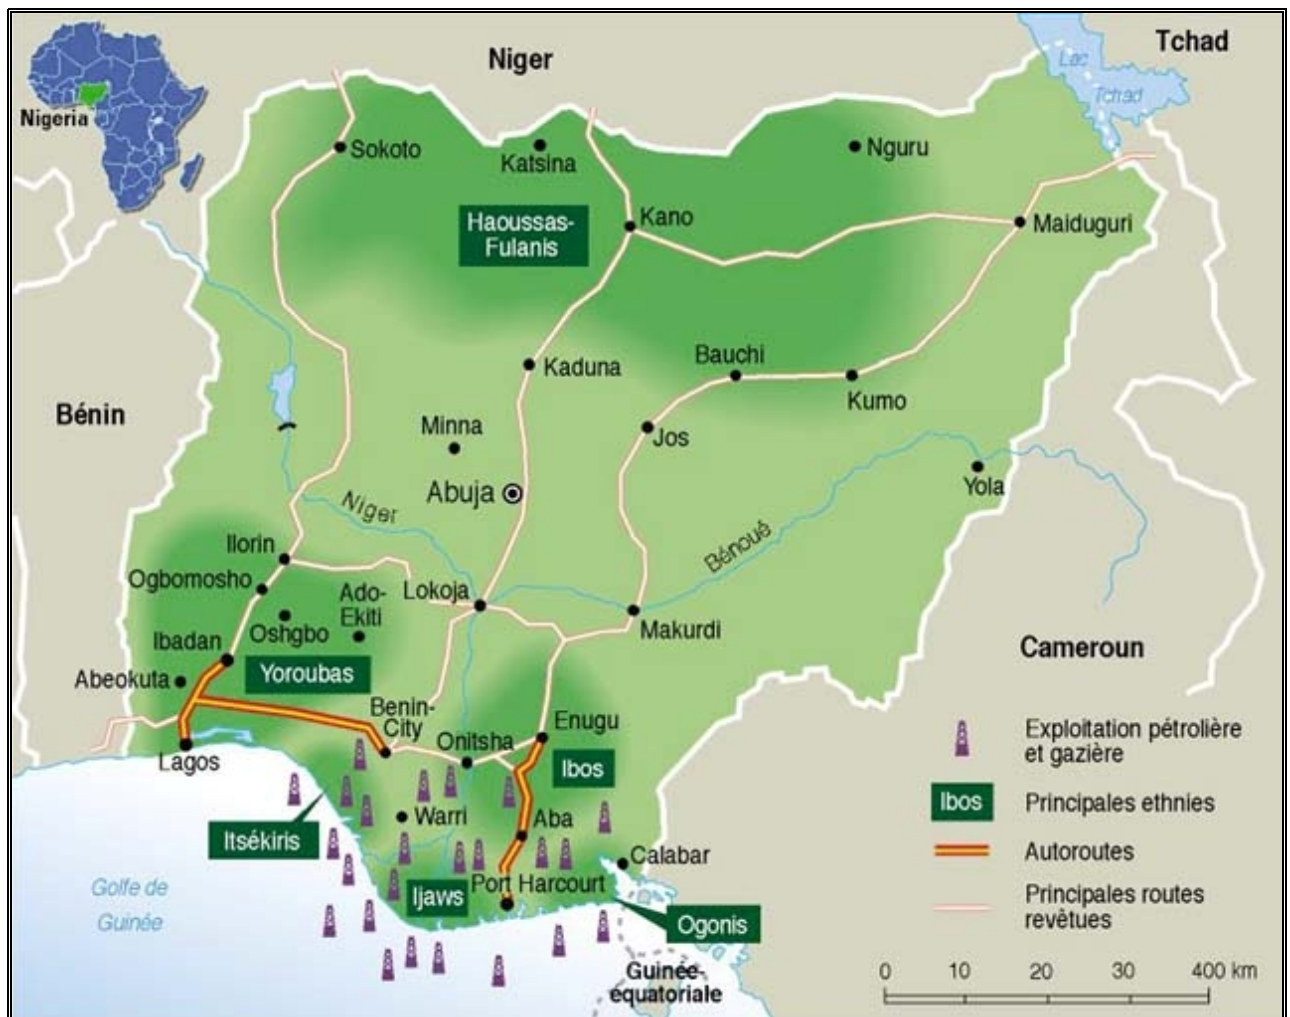 Niger
Tchad
Lac
Tchad
Nigeria
Sokoto
Katsina
Nguru
Haoussas-
Fulanis
Kano
Maiduguri
Kaduna
Bauchi
Kumo
Bénin
Minna
Jos
Abuja
Yola
Niger
Bénoué
Ilorin
Ogbomosho
Ado-
Ekiti
Lokoja
Oshgbo
Makurdi
Ibadan
Cameroun
Abeokuta
Yoroubas
Benin-
City
Enugu
Onitsha
Lagos
Ibos
Exploitation pétrolière
et gazière
Ibos
Principales ethnies
Warri
Aba
Itsékiris
Autoroutes
Calabar
Golfe de
Guinée
Ijaws
Port Harcourt
Principales routes
revêtues
Ogonis
Guinée-
équatoriale
0 10 20 30 400 km